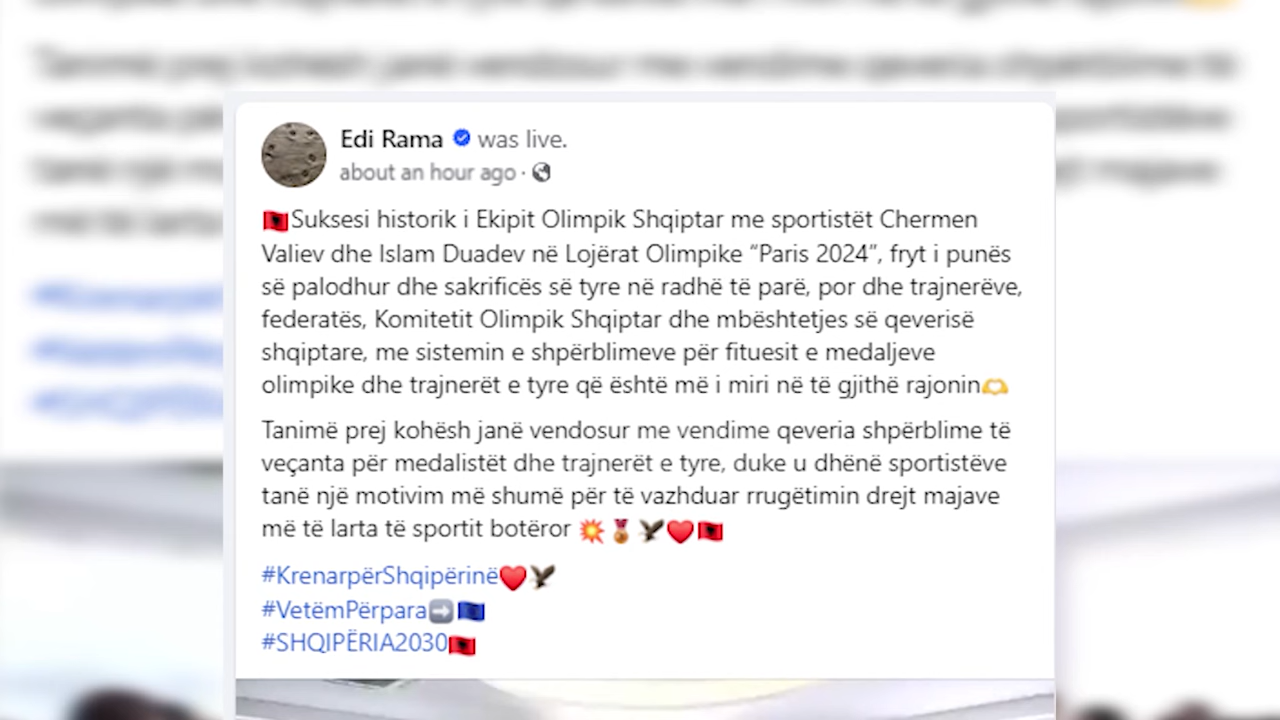 Edi Rama was live.
about an hour ago ·
🇦🇱Suksesi historik i Ekipit Olimpik Shqiptar me sportistët Chermen
Valiev dhe Islam Duadev në Lojërat Olimpike “Paris 2024”, fryt i punës
së palodhur dhe sakrificës së tyre në radhë të parë, por dhe trajnerëve,
federatës, Komitetit Olimpik Shqiptar dhe mbështetjes së qeverisë
shqiptare, me sistemin e shpërblimeve për fituesit e medaljeve
olimpike dhe trajnerët e tyre që është më i miri në të gjithë rajonin🫶
Tanimë prej kohësh janë vendosur me vendime qeveria shpërblime të
veçanta për medalistët dhe trajnerët e tyre, duke u dhënë sportistëve
tanë një motivim më shumë për të vazhduar rrugëtimin drejt majave
më të larta të sportit botëror 💥🏅🦅❤️🇦🇱
#KrenarpërShqipërinë❤️🦅
#VetëmPërpara➡️🇪🇺
#SHQIPËRIA2030🇦🇱